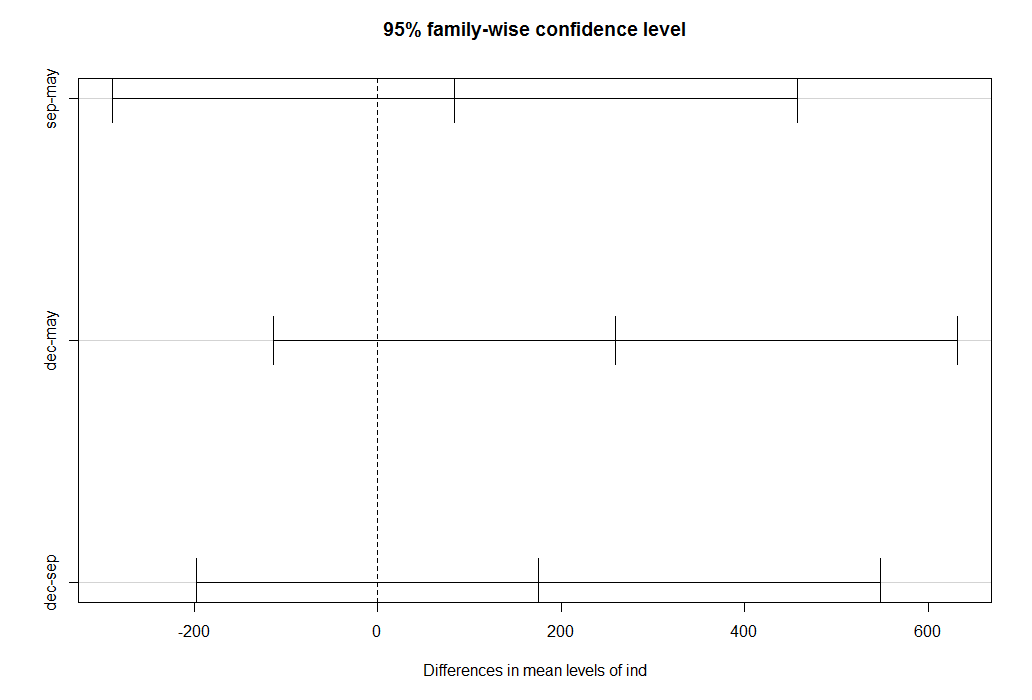 95% family-wise confidence level
sep-may
dec-may
dec-sep
-200 0 200 400 600
Differences in mean levels of ind